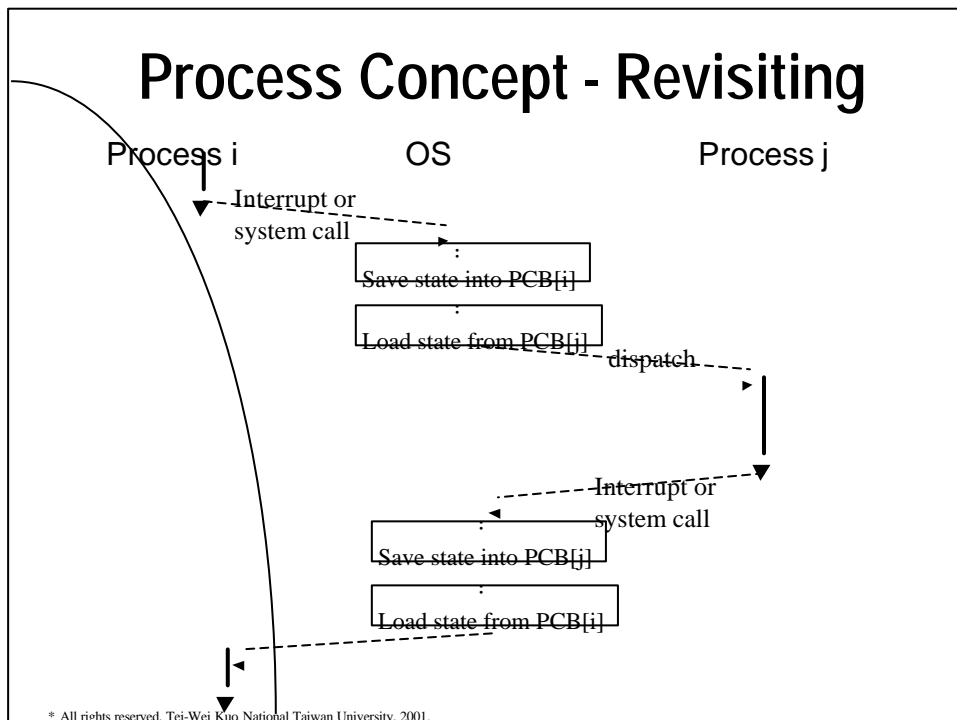 Process Concept - Revisiting
Process i OS Process j
Interrupt or
system call
:
Save state into PCB[i]
:
Load state from PCB[j]
dispatch
Interrupt or
system call
:
Save state into PCB[j]
:
Load state from PCB[i]
* All rights reserved, Tei-Wei Kuo National Taiwan University, 2001.